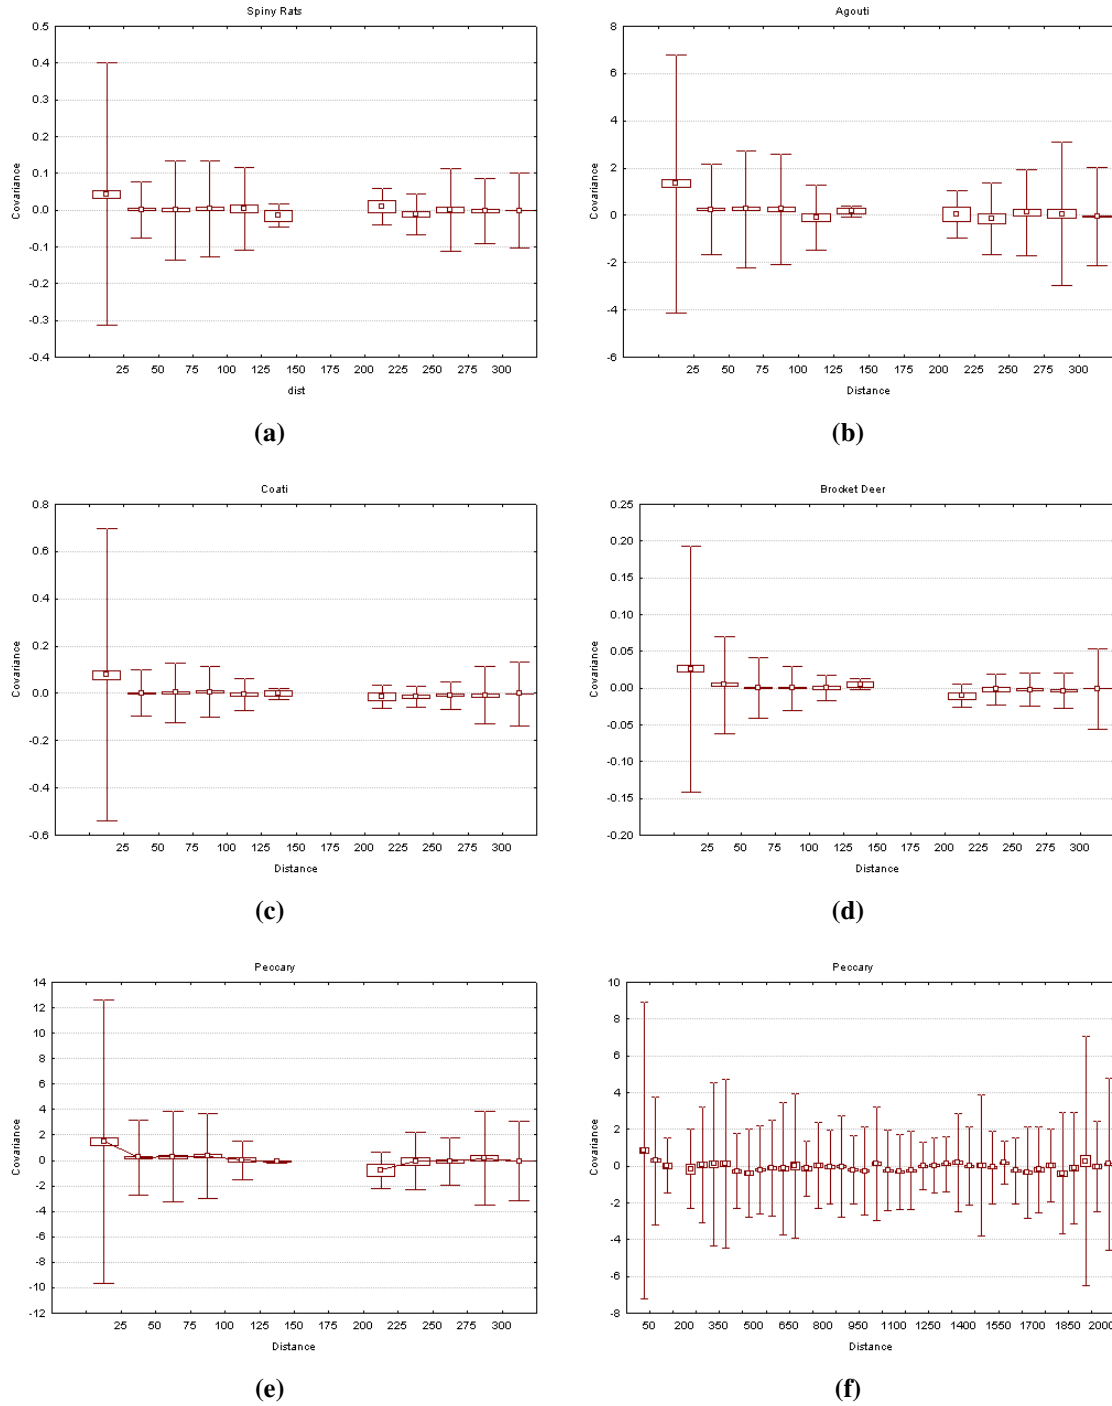 Spiny Rats
0.5
0.4
0.3
0.2
0.1
0.0
-0.1
-0.2
-0.3
-0.4
Covariance
25 50 75 100 125 150 175 200 225 250 275 300
dist
(a)
Agouti
8
6
4
2
0
-2
-4
-6
Covariance
25 50 75 100 125 150 175 200 225 250 275 300
Distance
(b)
Coati
0.8
0.6
0.4
0.2
0.0
-0.2
-0.4
-0.6
Covariance
25 50 75 100 125 150 175 200 225 250 275 300
Distance
(c)
Brocket Deer
0.25
0.20
0.15
0.10
0.05
0.00
-0.05
-0.10
-0.15
-0.20
Covariance
25 50 75 100 125 150 175 200 225 250 275 300
Distance
(d)
Peccary
14
12
10
8
6
4
2
0
-2
-4
-6
-8
-10
-12
Covariance
25 50 75 100 125 150 175 200 225 250 275 300
Distance
(e)
Peccary
10
8
6
4
2
0
-2
-4
-6
-8
Covariance
50 200 350 500 650 800 950 1100 1250 1400 1550 1700 1850 2000
Distance
(f)